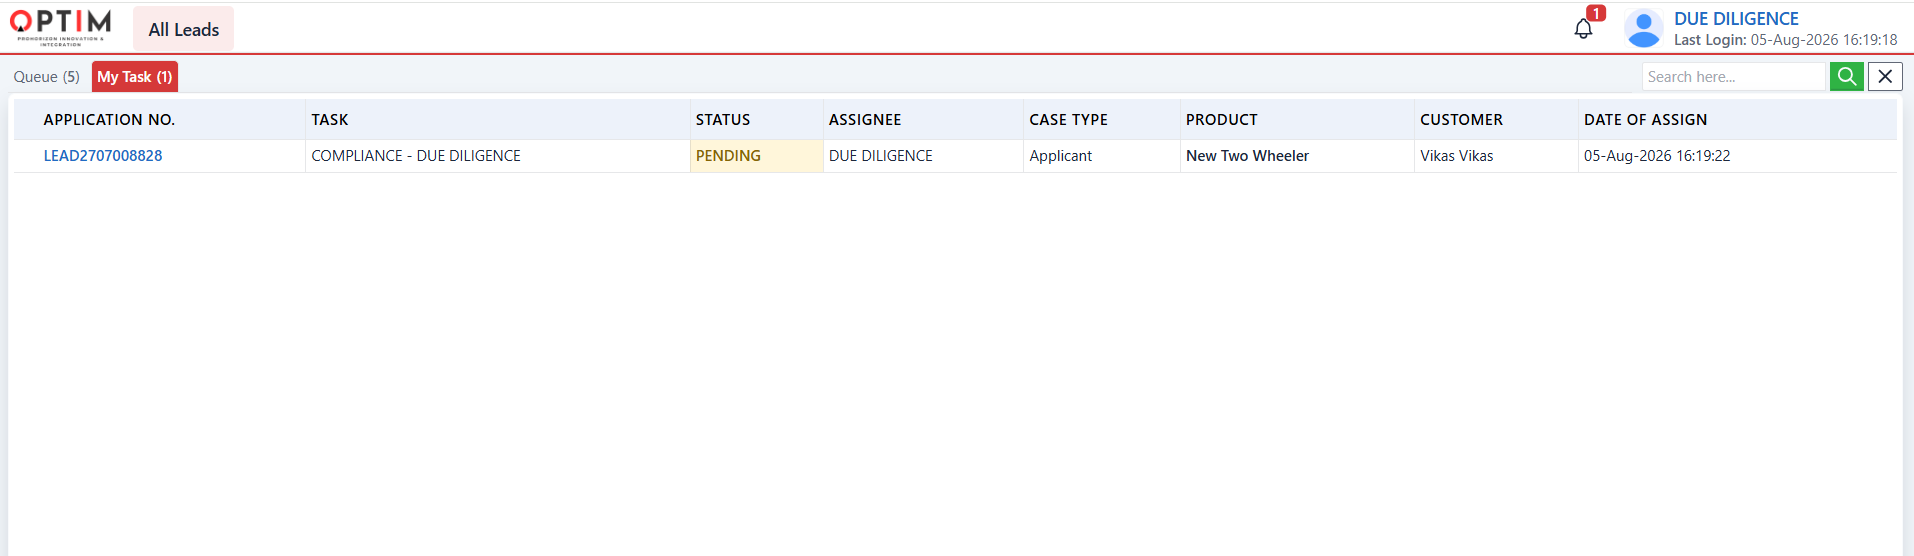 OPTIM
PROHORIZON INNOVATION &
INTEGRATION
All Leads
1
DUE DILIGENCE
Last Login: 05-Aug-2026 16:19:18
Queue (5) My Task (1) Search here...
APPLICATION NO. TASK STATUS ASSIGNEE CASE TYPE PRODUCT CUSTOMER DATE OF ASSIGN
LEAD2707008828 COMPLIANCE - DUE DILIGENCE PENDING DUE DILIGENCE Applicant New Two Wheeler Vikas Vikas 05-Aug-2026 16:19:22